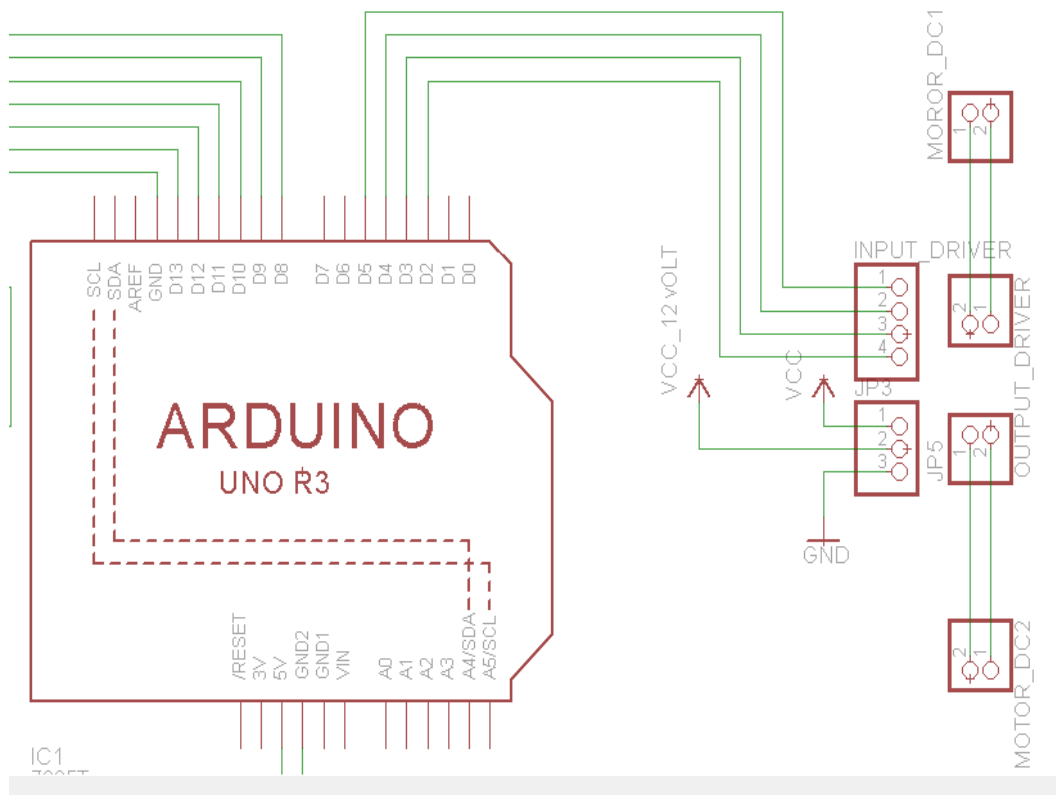 MOROR_DC1
1
2
SCL
SDA
AREF
GND
D13
D12
D11
D10
D9
D8
D7
D6
D5
D4
D3
D2
D1
D0
INPUT_DRIVER
1
2
3
4
JP3
2
1
OUTPUT_DRIVER
VCC_12 vOLT
VCC
ARDUINO
UNO R3
1
2
3
JP5
1
2
GND
/RESET
3V
5V
GND2
GND1
VIN
A0
A1
A2
A3
A4/SDA
A5/SCL
2
1
MOTOR_DC2
IC1